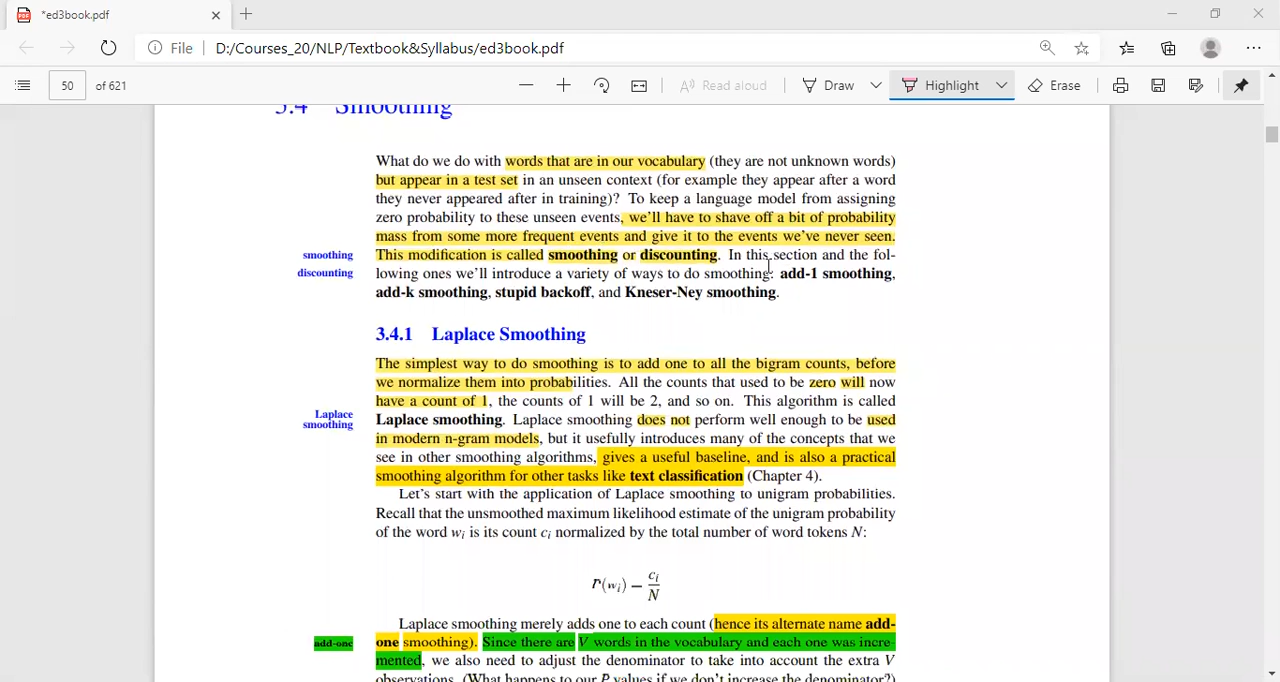 *ed3book.pdf
File D:/Courses_20/NLP/Textbook&Syllabus/ed3book.pdf
50 of 621 Read aloud Draw Highlight Erase
3.4 Smoothing
What do we do with words that are in our vocabulary (they are not unknown words)
but appear in a test set in an unseen context (for example they appear after a word
they never appeared after in training)? To keep a language model from assigning
zero probability to these unseen events, we'll have to shave off a bit of probability
mass from some more frequent events and give it to the events we've never seen.
smoothing This modification is called smoothing or discounting. In this section and the fol-
discounting lowing ones we'll introduce a variety of ways to do smoothing: add-1 smoothing,
add-k smoothing, stupid backoff, and Kneser-Ney smoothing.
3.4.1 Laplace Smoothing
The simplest way to do smoothing is to add one to all the bigram counts, before
we normalize them into probabilities. All the counts that used to be zero will now
have a count of 1, the counts of 1 will be 2, and so on. This algorithm is called
Laplace
smoothing
Laplace smoothing. Laplace smoothing does not perform well enough to be used
in modern n-gram models, but it usefully introduces many of the concepts that we
see in other smoothing algorithms, gives a useful baseline, and is also a practical
smoothing algorithm for other tasks like text classification (Chapter 4).
Let's start with the application of Laplace smoothing to unigram probabilities.
Recall that the unsmoothed maximum likelihood estimate of the unigram probability
of the word wi is its count ci normalized by the total number of word tokens N:
P(wi) = ci/N
Laplace smoothing merely adds one to each count (hence its alternate name add-
add-one one smoothing). Since there are V words in the vocabulary and each one was incre-
mented, we also need to adjust the denominator to take into account the extra V
observations. (What happens to our P values if we don't increase the denominator?)